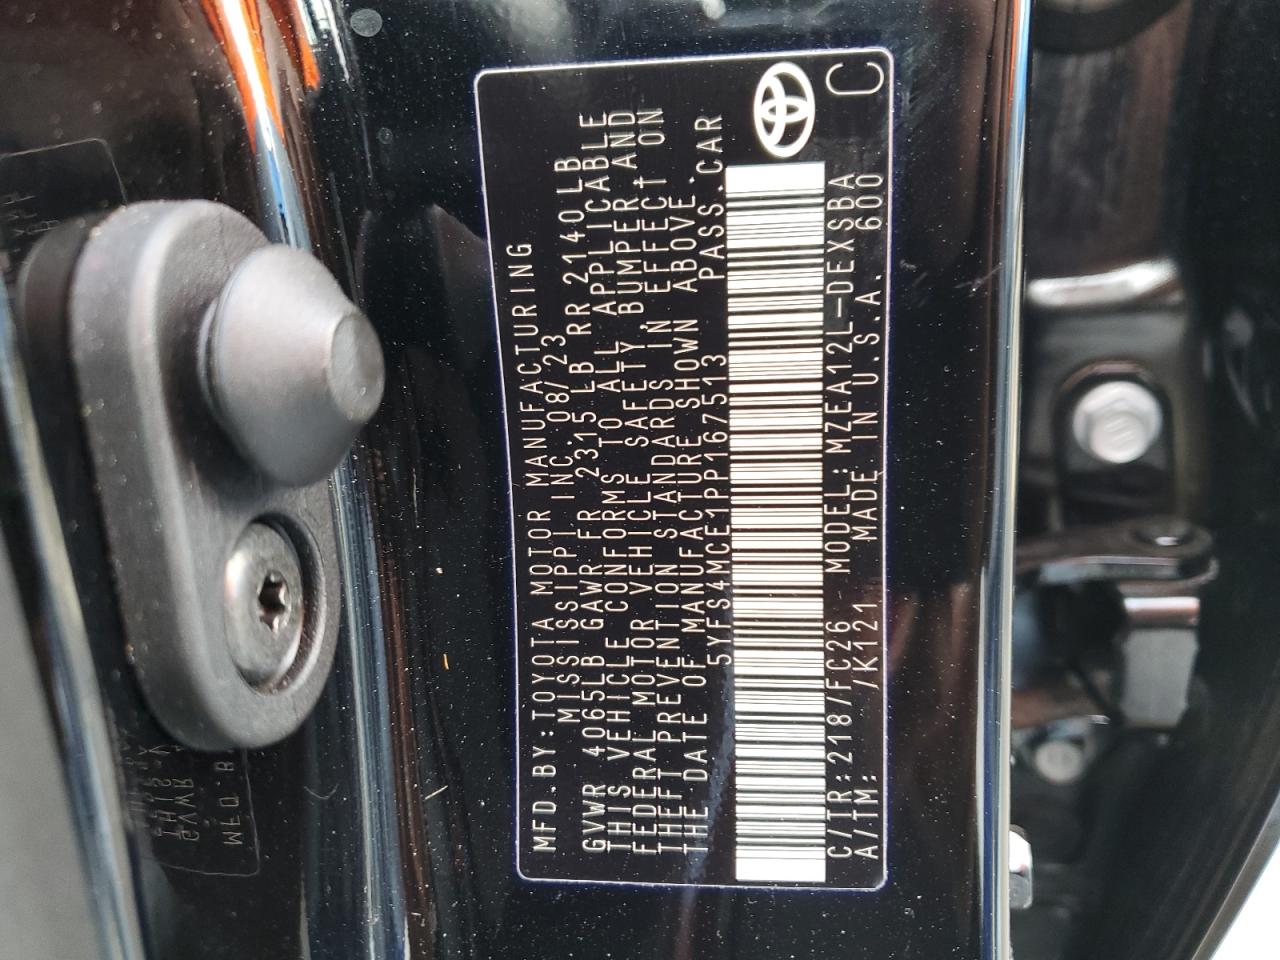 MFD.BY:TOYOTA MOTOR MANUFACTURING
MISSISSIPPI INC. 08/23
GVWR 4065LB GAWR FR 2315LB RR 2140LB
THIS VEHICLE CONFORMS TO ALL APPLICABLE
FEDERAL MOTOR VEHICLE SAFETY, BUMPER, AND
THEFT PREVENTION STANDARDS IN EFFECT ON
THE DATE OF MANUFACTURE SHOWN ABOVE.
5YFS4MCE1PP167513 PASS.CAR
C/TR:218/FC26 MODEL:MZEA12L-DEXSBA
A/TM: /K121 MADE IN U.S.A. 600
C